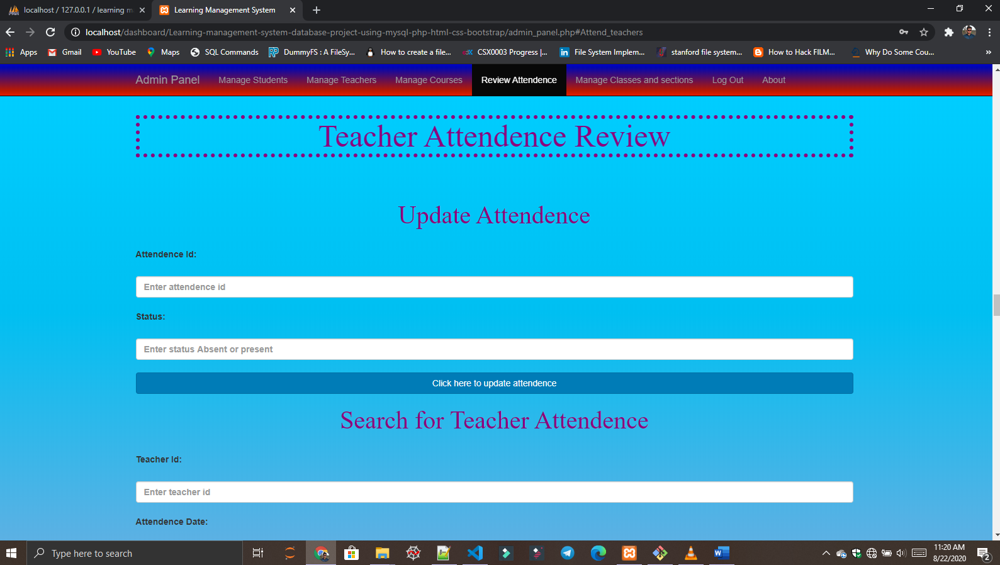 localhost / 127.0.0.1 / learning m
Learning Management System
localhost/dashboard/Learning-management-system-database-project-using-mysql-php-html-css-bootstrap/admin_panel.php#Attend_teachers
Apps Gmail YouTube Maps SQL Commands DummyFS : A FileSy... How to create a file... CSX0003 Progress |... File System Implem... stanford file system... How to Hack FILM... Why Do Some Cou... »
Admin Panel Manage Students Manage Teachers Manage Courses Review Attendence Manage Classes and sections Log Out About
Teacher Attendence Review
Update Attendence
Attendence Id:
Enter attendence id
Status:
Enter status Absent or present
Click here to update attendence
Search for Teacher Attendence
Teacher Id:
Enter teacher id
Attendence Date:
Type here to search
11:20 AM
8/22/2020
2